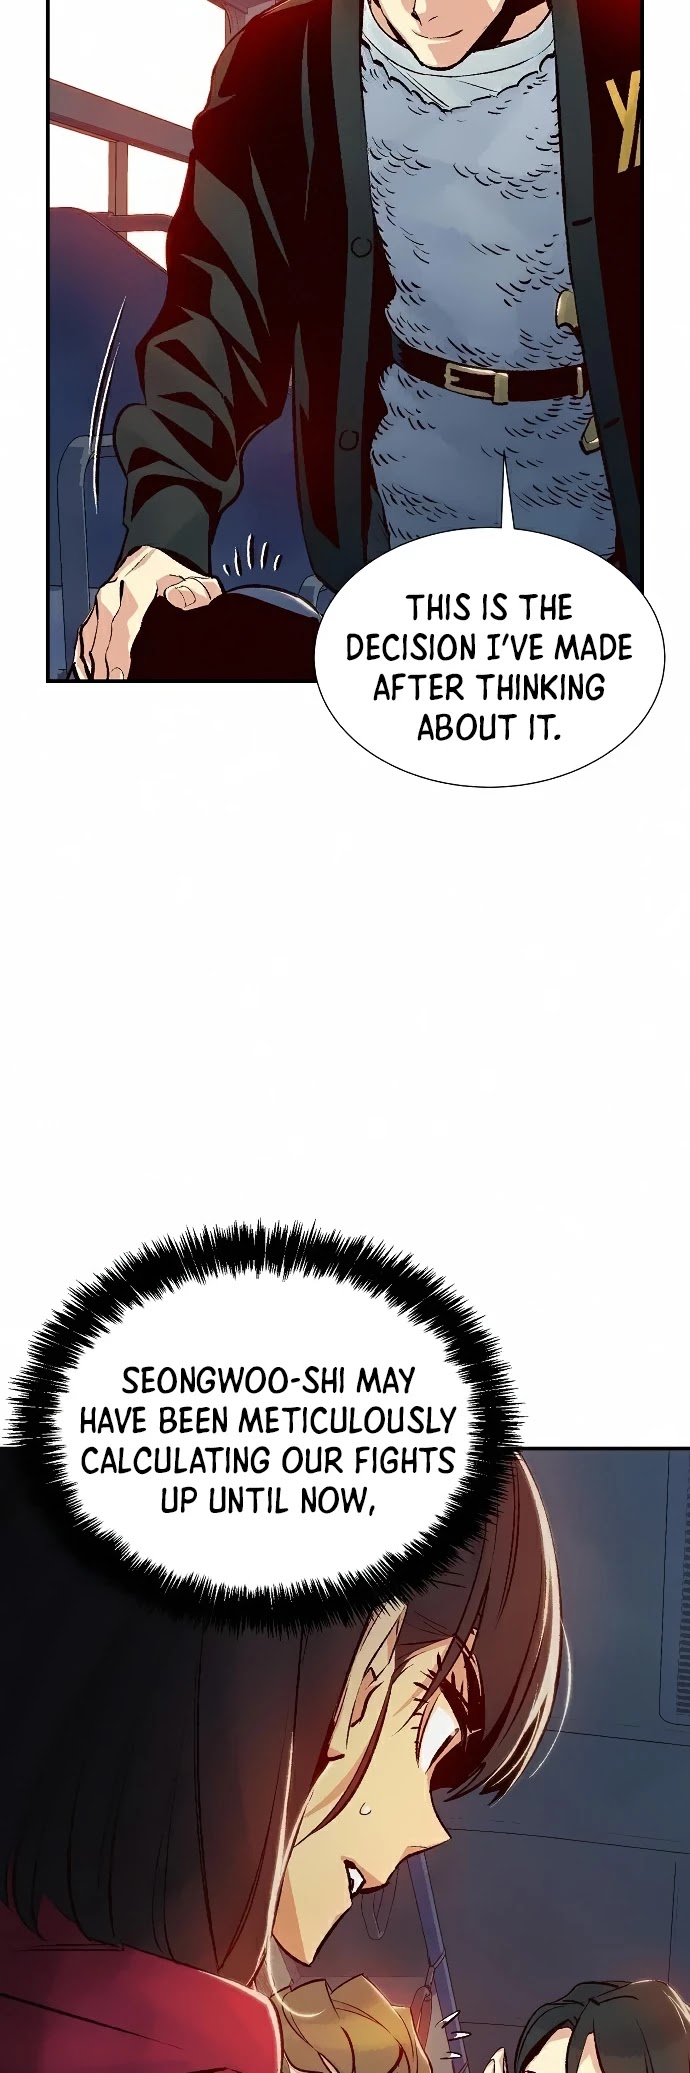 THIS IS THE
DECISION I'VE MADE
AFTER THINKING
ABOUT IT.
SEONGWOO-SHI MAY
HAVE BEEN METICULOUSLY
CALCULATING OUR FIGHTS
UP UNTIL NOW,